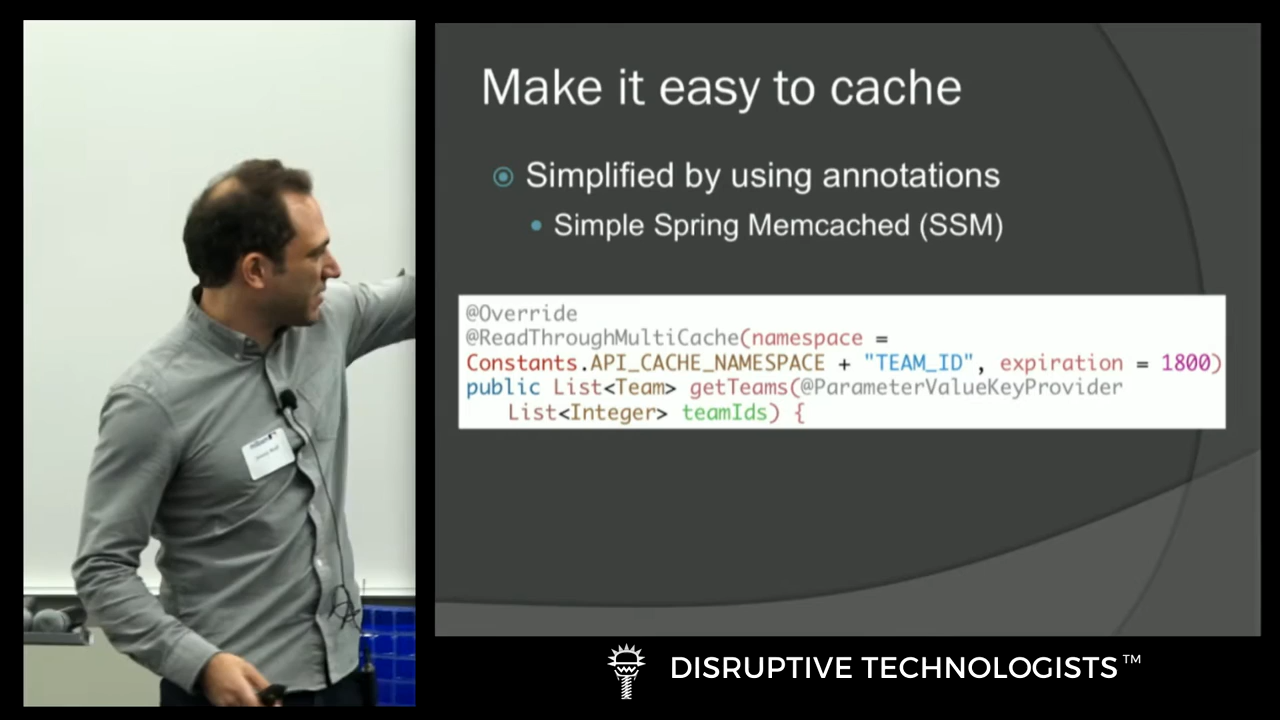 Make it easy to cache
Simplified by using annotations
Simple Spring Memcached (SSM)
@Override
@ReadThroughMultiCache(namespace =
Constants.API_CACHE_NAMESPACE + "TEAM_ID", expiration = 1800)
public List<Team> getTeams(@ParameterValueKeyProvider
List<Integer> teamIds) {
DISRUPTIVE TECHNOLOGISTS™